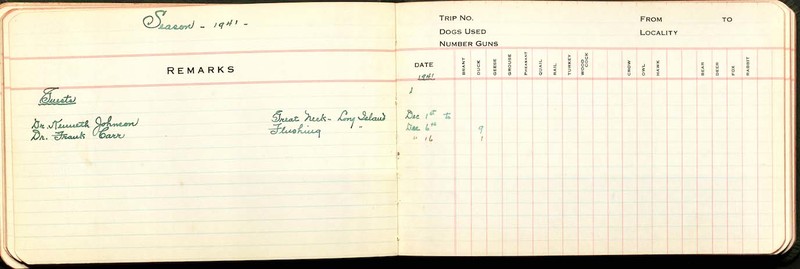 Season - 1941 -
REMARKS
Guests
Dr. Kenneth Johnson Great Neck - Long Island
Dr. Frank Carr Flushing "
TRIP NO. FROM TO
DOGS USED LOCALITY
NUMBER GUNS
DATE BRANT DUCK GEESE GROUSE PHEASANT QUAIL RAIL TURKEY WOOD COCK CROW OWL HAWK BEAR DEER FOX RABBIT
1941
Dec 1st to
Dec 6th 9
" 16 1